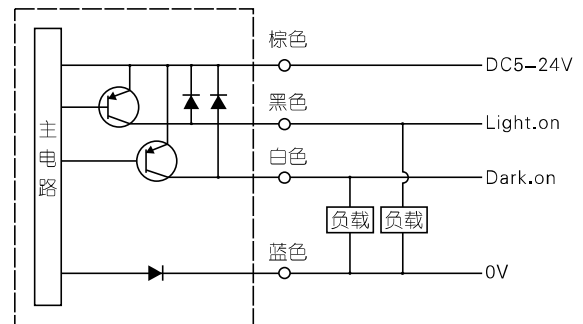 棕色
DC5-24V
黑色
Light.on
主电路
白色
Dark.on
负载 负载
蓝色
0V